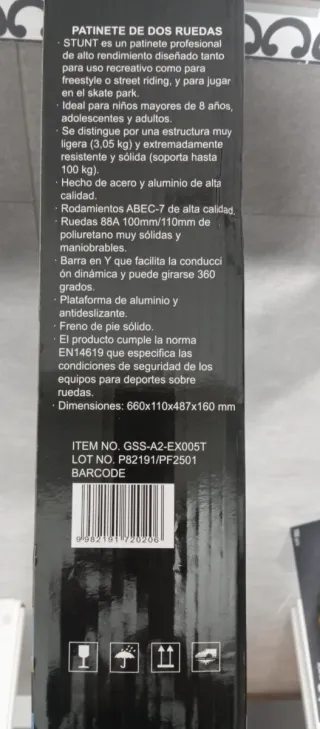 PATINETE DE DOS RUEDAS
· STUNT es un patinete profesional
de alto rendimiento diseñado tanto
para uso recreativo como para
freestyle o street riding, y para jugar
en el skate park.
· Ideal para niños mayores de 8 años,
adolescentes y adultos.
· Se distingue por una estructura muy
ligera (3,05 kg) y extremadamente
resistente y sólida (soporta hasta
100 kg).
· Hecho de acero y aluminio de alta
calidad.
· Rodamientos ABEC-7 de alta calidad.
· Ruedas 88A 100mm/110mm de
poliuretano muy sólidas y
maniobrables.
· Barra en Y que facilita la conducci
ón dinámica y puede girarse 360
grados.
· Plataforma de aluminio y
antideslizante.
· Freno de pie sólido.
· El producto cumple la norma
EN14619 que especifica las
condiciones de seguridad de los
equipos para deportes sobre
ruedas.
· Dimensiones: 660x110x487x160 mm
ITEM NO. GSS-A2-EX005T
LOT NO. P82191/PF2501
BARCODE
9 982191 720206